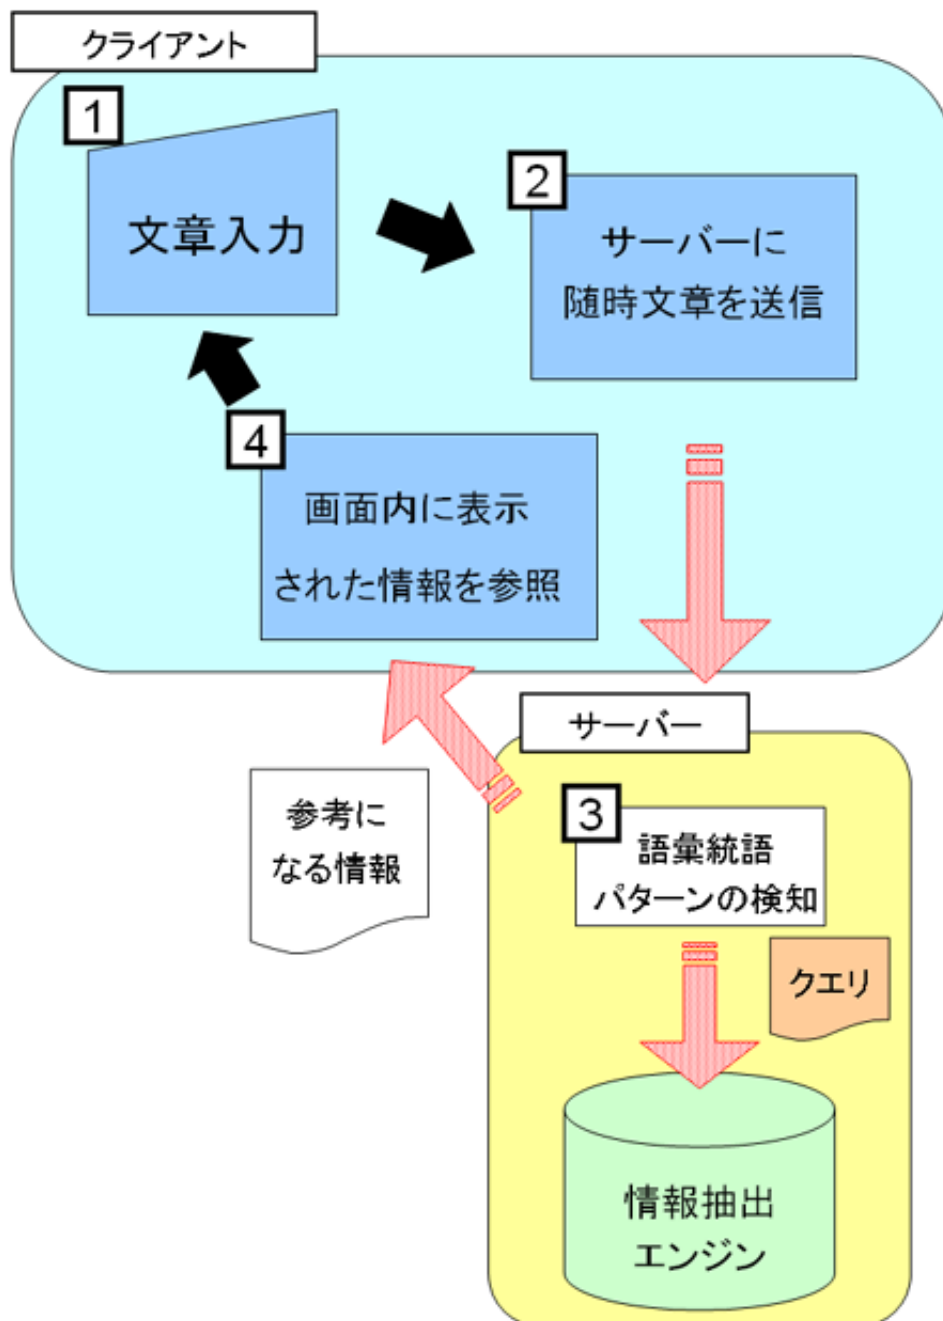 クライアント
1
文章入力
2
サーバーに
随時文章を送信
4
画面内に表示
された情報を参照
サーバー
参考に
なる情報
3
語彙統語
パターンの検知
クエリ
情報抽出
エンジン